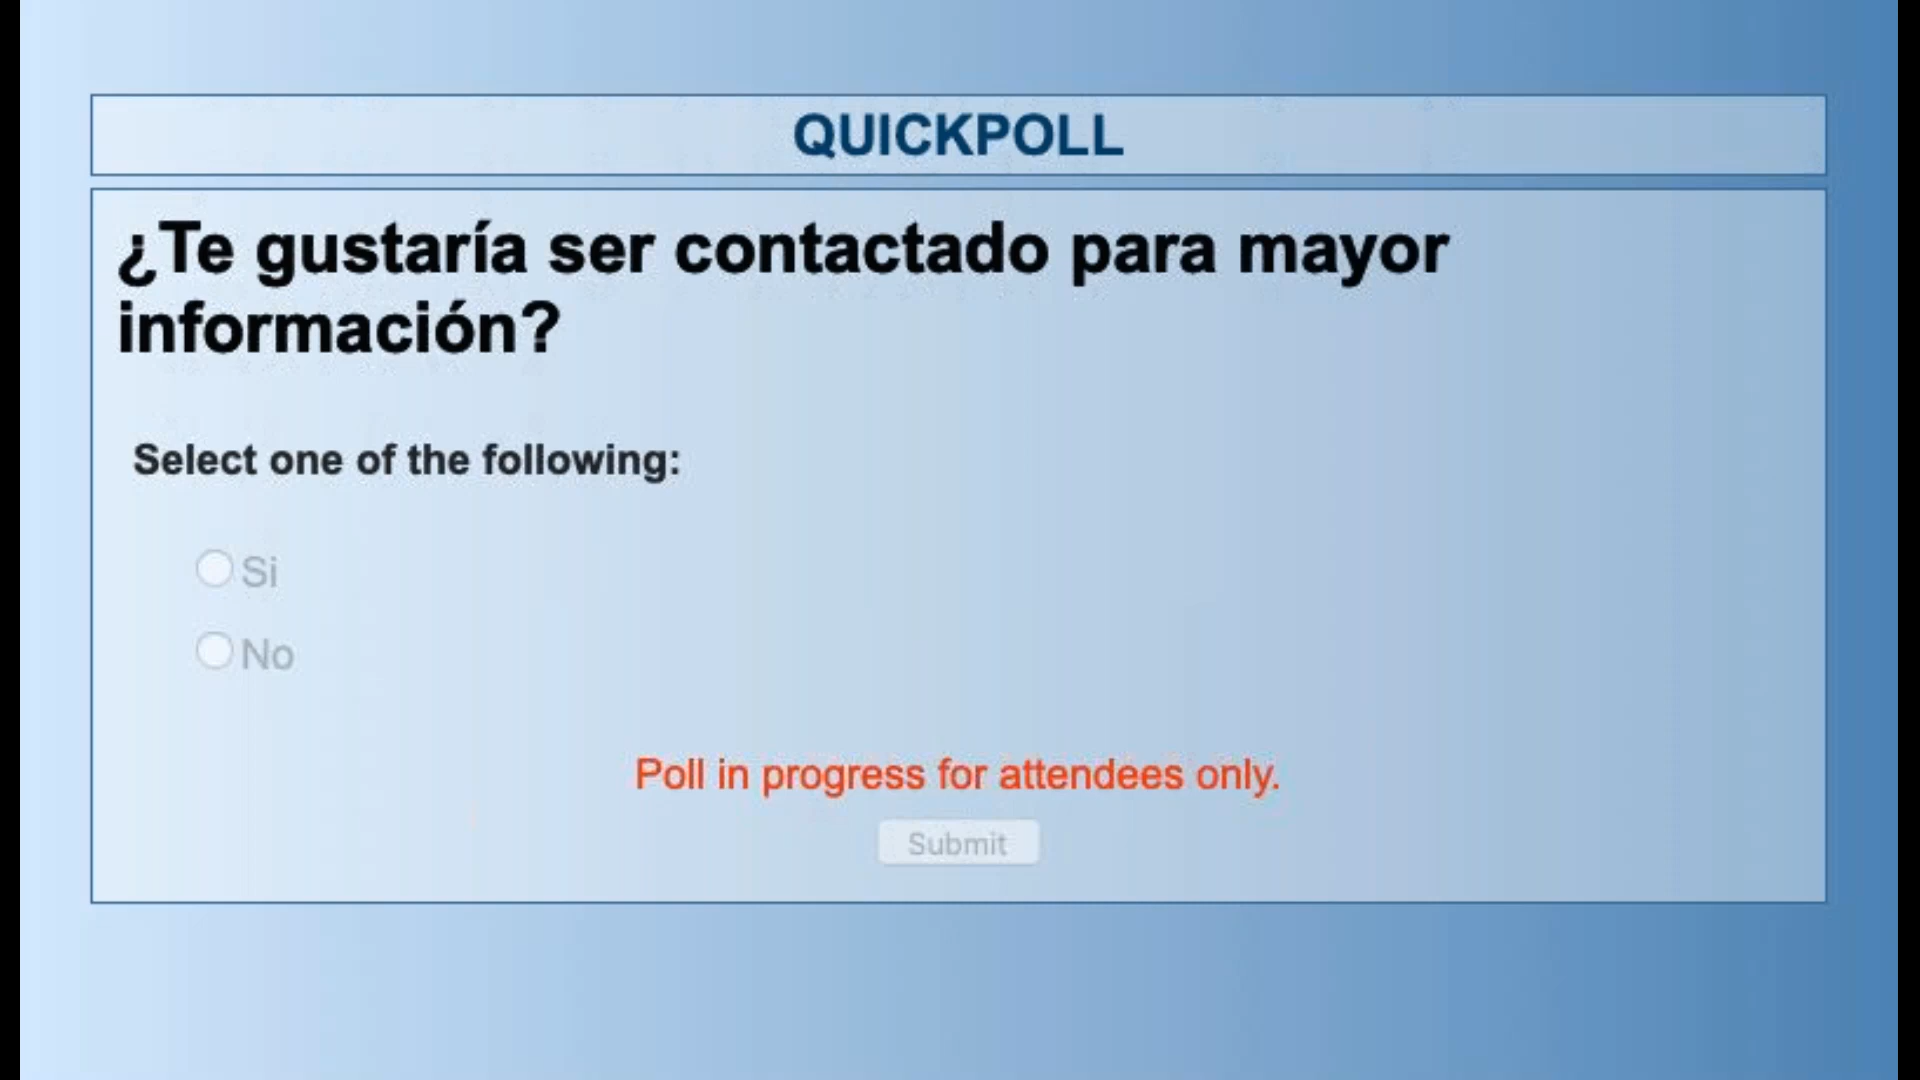 QUICKPOLL
¿Te gustaría ser contactado para mayor
información?
Select one of the following:
Si
No
Poll in progress for attendees only.
Submit